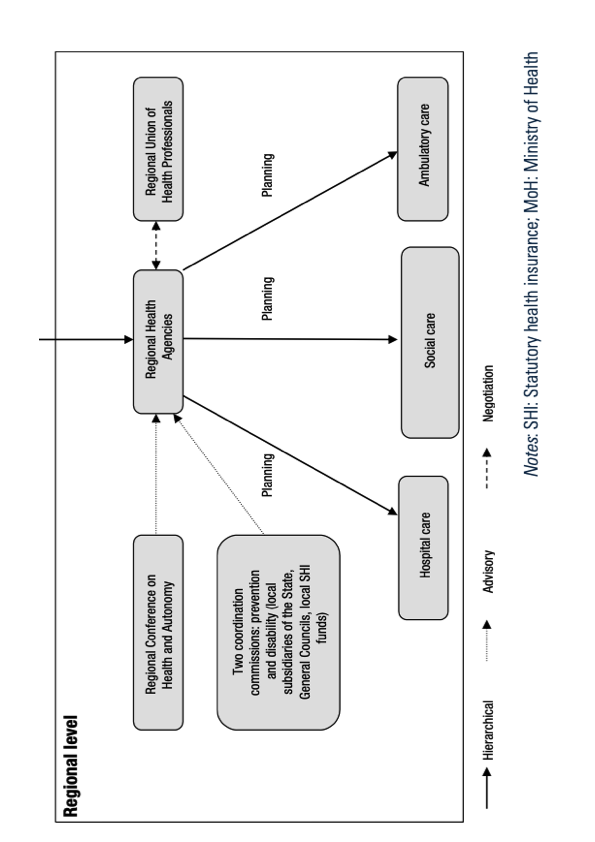 Regional level
Regional Conference on
Health and Autonomy
Regional Health
Agencies
Regional Union of
Health Professionals
Two coordination
commissions: prevention
and disability (local
subsidiaries of the State,
General Councils, local SHI
funds)
Planning
Planning
Planning
Hospital care
Social care
Ambulatory care
Hierarchical
Advisory
Negotiation
Notes: SHI: Statutory health insurance; MoH: Ministry of Health